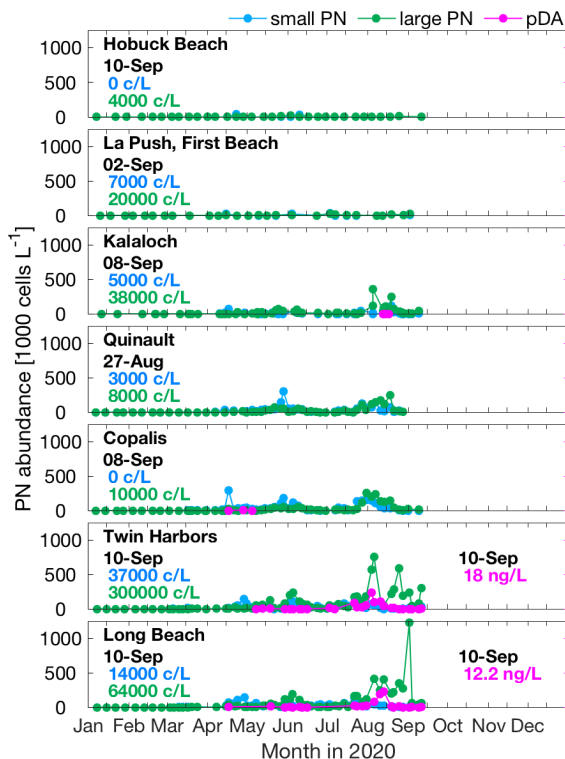 small PN large PN pDA
PN abundance [1000 cells L⁻¹]
1000
500
0
Hobuck Beach
10-Sep
0 c/L
4000 c/L
1000
500
0
La Push, First Beach
02-Sep
7000 c/L
20000 c/L
1000
500
0
Kalaloch
08-Sep
5000 c/L
38000 c/L
1000
500
0
Quinault
27-Aug
3000 c/L
8000 c/L
1000
500
0
Copalis
08-Sep
0 c/L
10000 c/L
1000
500
0
Twin Harbors
10-Sep
37000 c/L
300000 c/L
10-Sep
18 ng/L
1000
500
0
Long Beach
10-Sep
14000 c/L
64000 c/L
10-Sep
12.2 ng/L
Jan Feb Mar Apr May Jun Jul Aug Sep Oct Nov Dec
Month in 2020